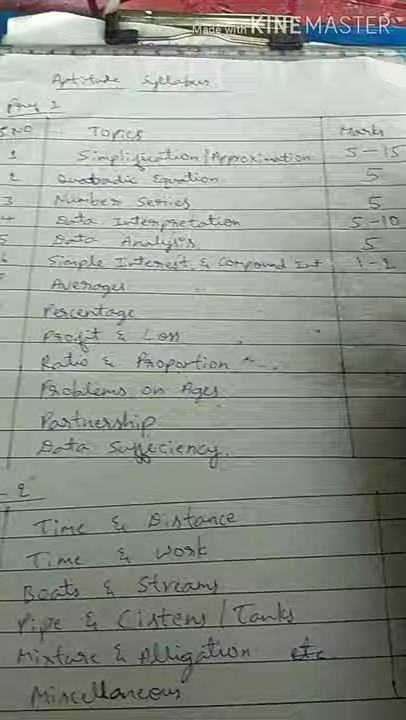 Made with KINEMASTER
Aptitude Syllabus
Part 1
S.NO Topics Marks
1 Simplification/Approximation 5-15
2 Quadratic Equation 5
3 Number Series 5
4 Data Interpretation 5-10
5 Data Analysis 5
6 Simple Interest & Compound Int 1-2
Averages
Percentage
Profit & Loss
Ratio & Proportion
Problems on Ages
Partnership
Data Suffeciency.
- 2
Time & Distance
Time & Work
Boats & Streams
Pipe & Cistens / Tanks
Mixture & Alligation etc
Miscellaneous